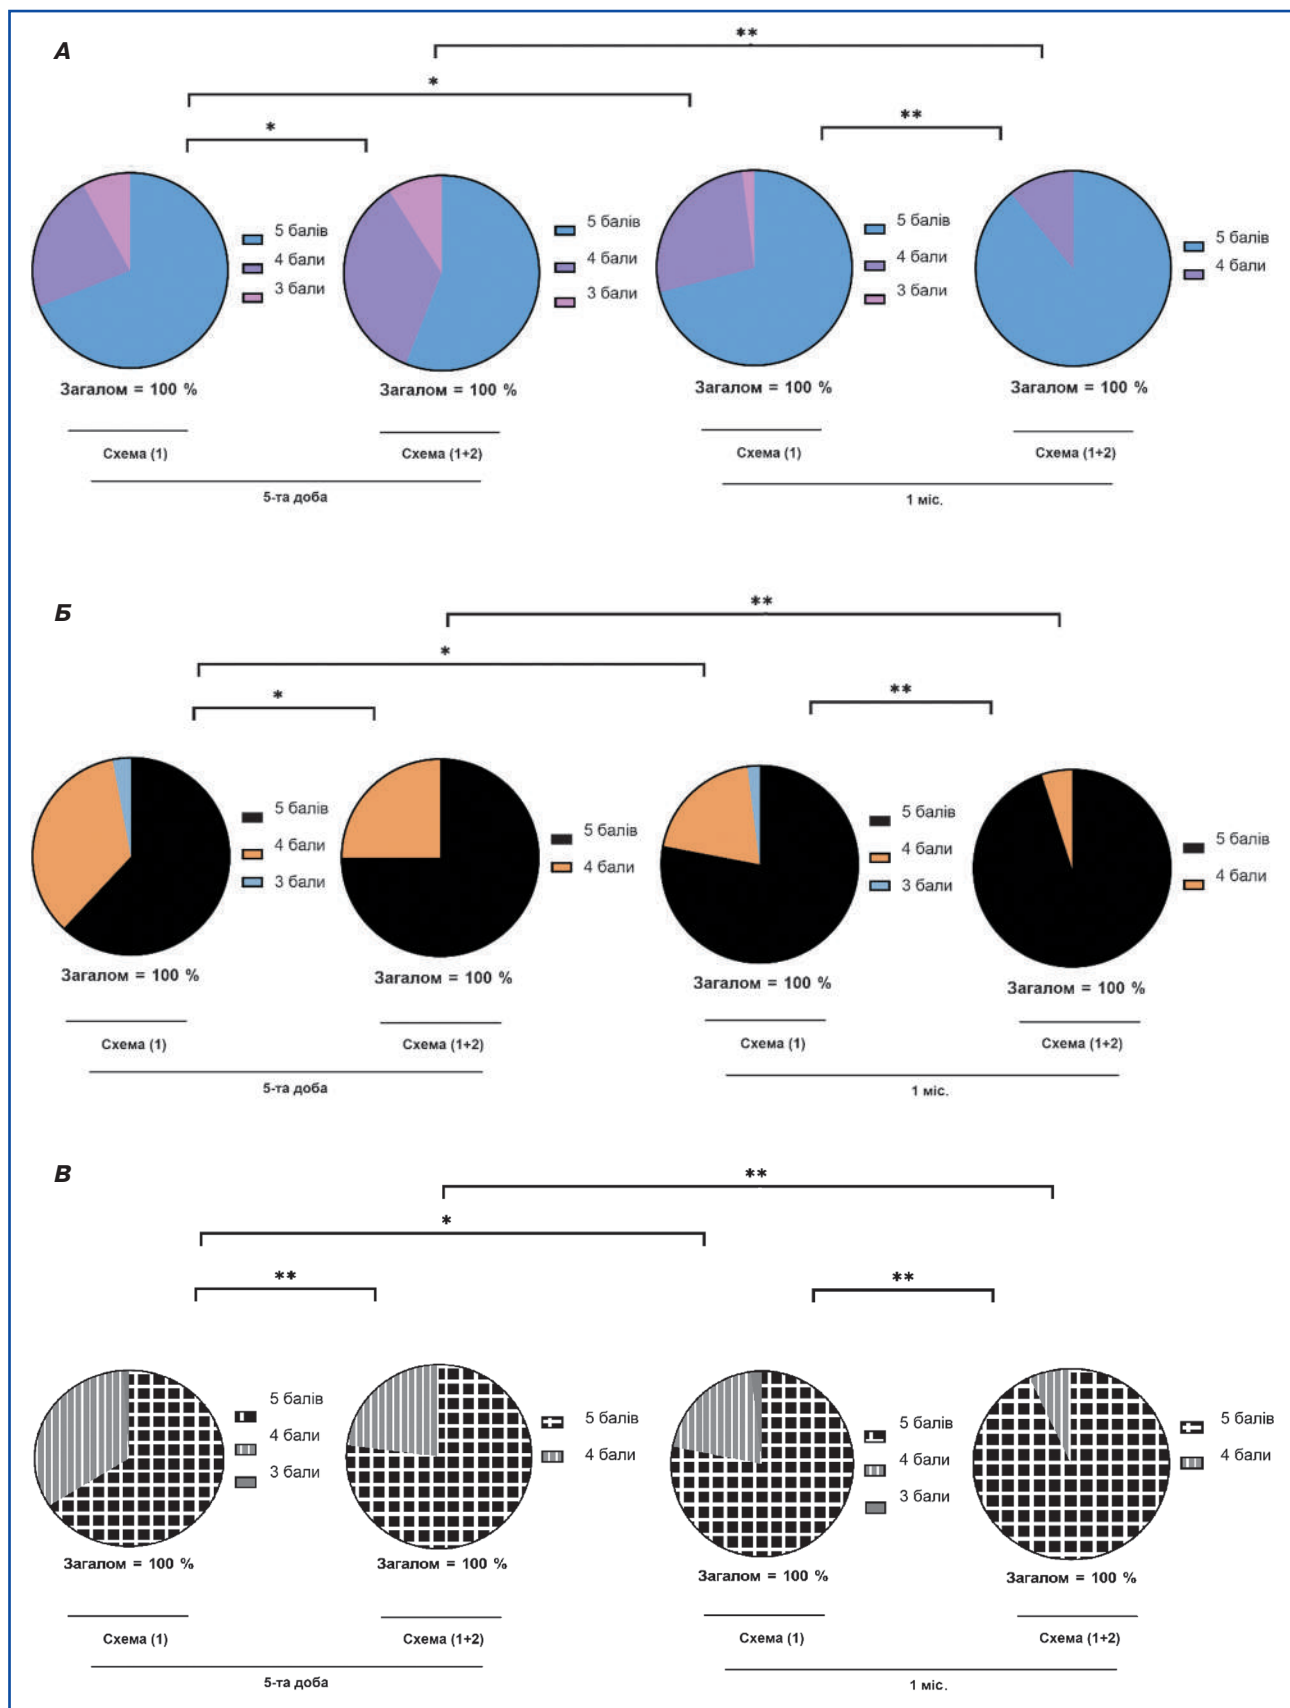 А
**
*
*
**
5 балів
4 бали
3 бали
5 балів
4 бали
3 бали
5 балів
4 бали
3 бали
5 балів
4 бали
Загалом = 100 %
Загалом = 100 %
Загалом = 100 %
Загалом = 100 %
Схема (1)
Схема (1+2)
Схема (1)
Схема (1+2)
5-та доба
1 міс.
Б
**
*
*
**
5 балів
4 бали
3 бали
5 балів
4 бали
5 балів
4 бали
3 бали
5 балів
4 бали
Загалом = 100 %
Загалом = 100 %
Загалом = 100 %
Загалом = 100 %
Схема (1)
Схема (1+2)
Схема (1)
Схема (1+2)
5-та доба
1 міс.
В
**
*
**
**
5 балів
4 бали
3 бали
5 балів
4 бали
5 балів
4 бали
3 бали
5 балів
4 бали
Загалом = 100 %
Загалом = 100 %
Загалом = 100 %
Загалом = 100 %
Схема (1)
Схема (1+2)
Схема (1)
Схема (1+2)
5-та доба
1 міс.